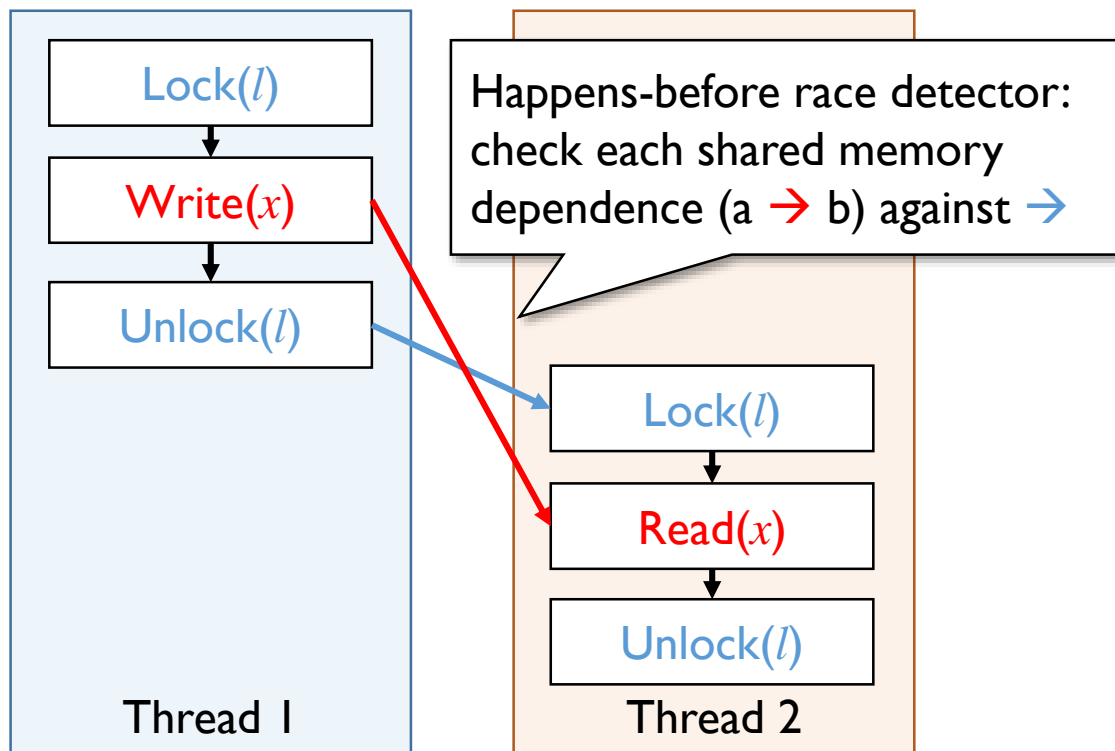 Lock(l)
Write(x)
Unlock(l)
Thread 1
Happens-before race detector:
check each shared memory
dependence (a → b) against →
Lock(l)
Read(x)
Unlock(l)
Thread 2